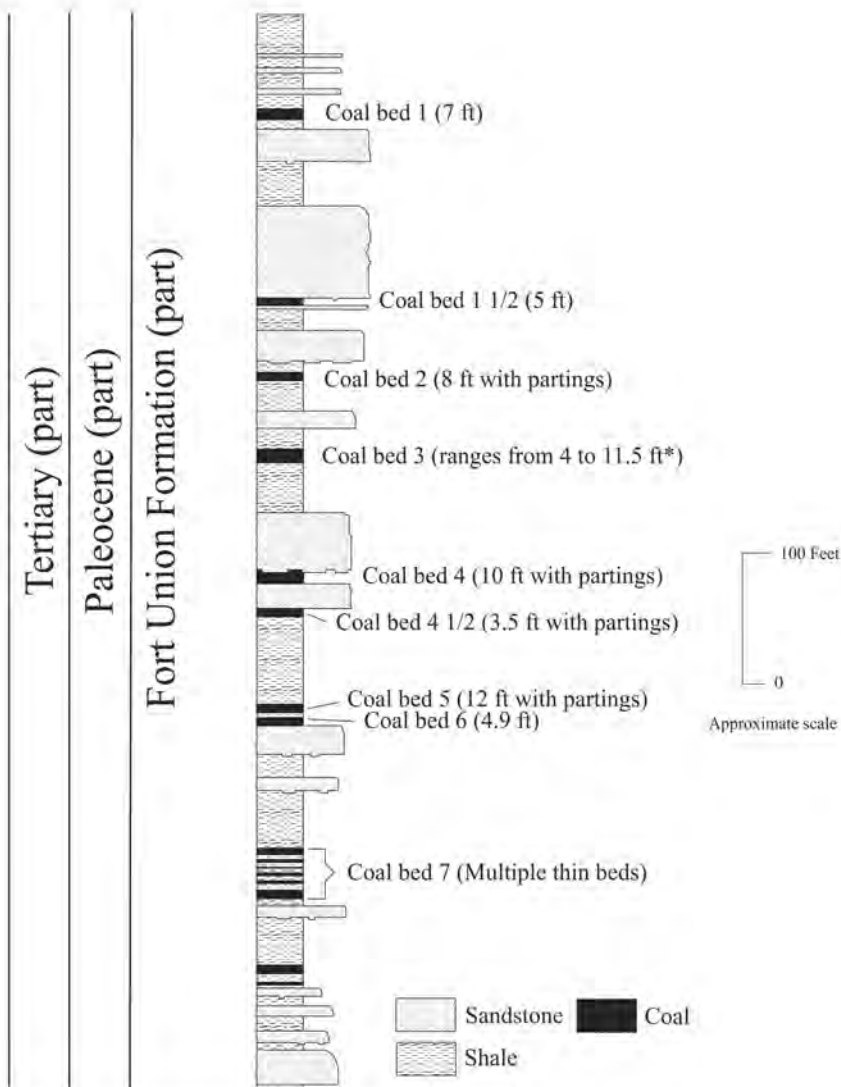 Tertiary (part)
Paleocene (part)
Fort Union Formation (part)
Coal bed 1 (7 ft)
Coal bed 1 1/2 (5 ft)
Coal bed 2 (8 ft with partings)
Coal bed 3 (ranges from 4 to 11.5 ft*)
Coal bed 4 (10 ft with partings)
Coal bed 4 1/2 (3.5 ft with partings)
Coal bed 5 (12 ft with partings)
Coal bed 6 (4.9 ft)
Coal bed 7 (Multiple thin beds)
100 Feet
0
Approximate scale
Sandstone
Coal
Shale